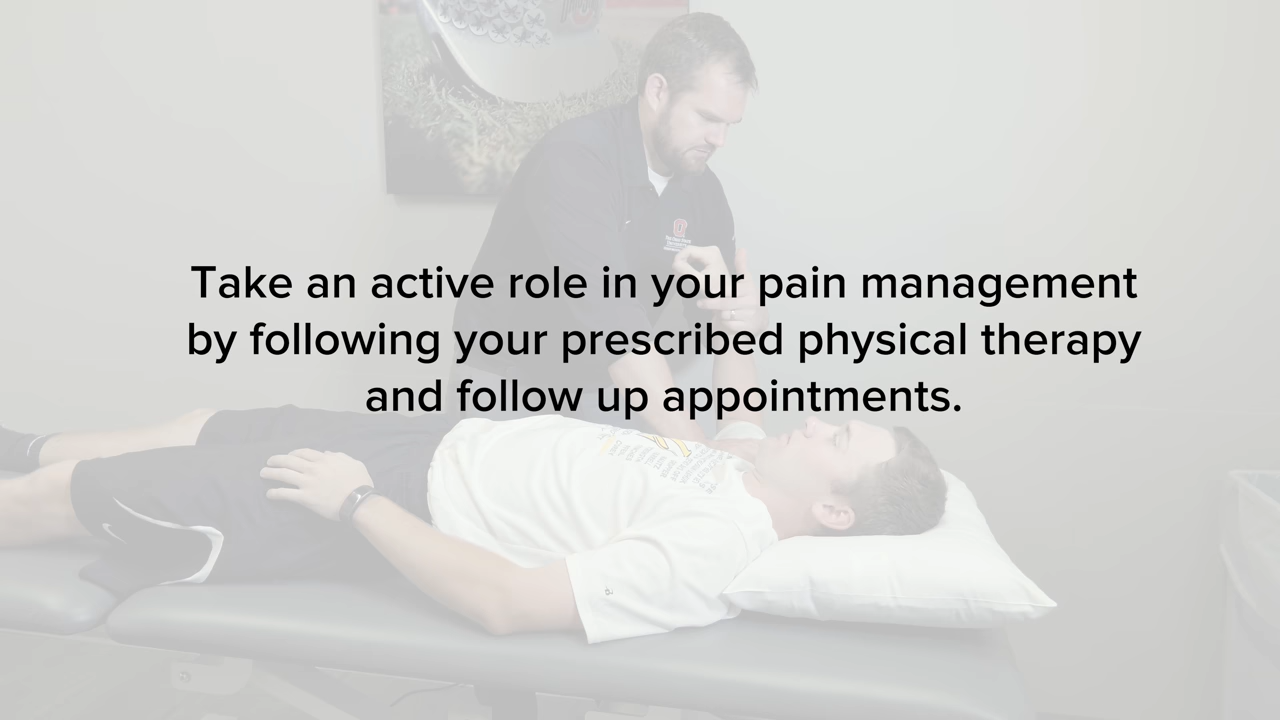 Take an active role in your pain management
by following your prescribed physical therapy
and follow up appointments.